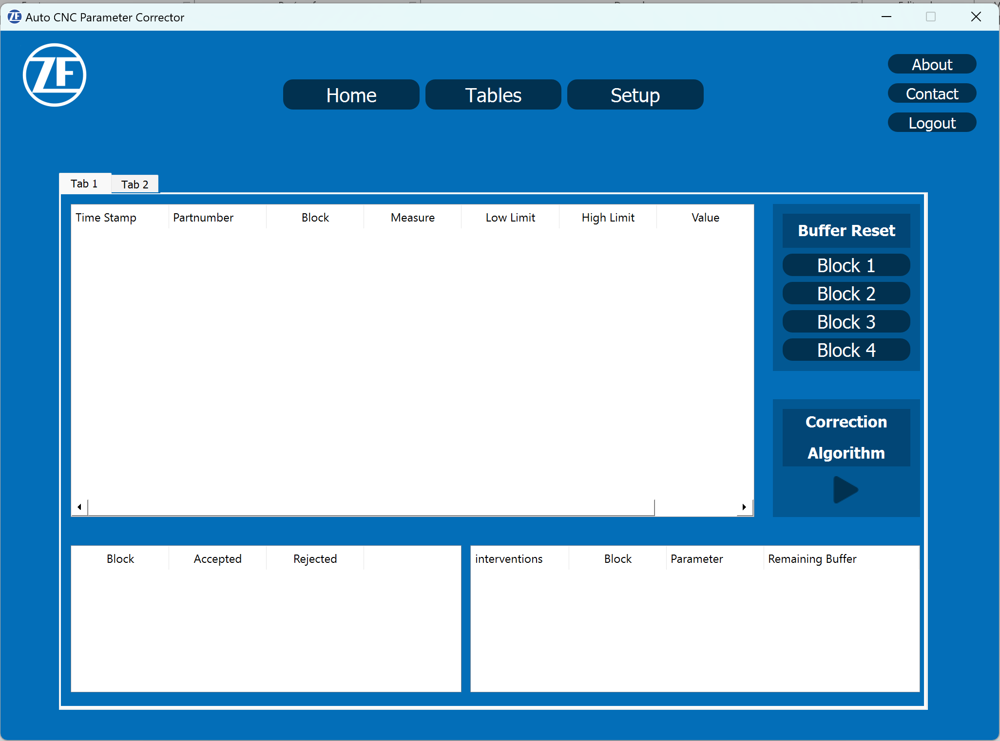 ZF Auto CNC Parameter Corrector
ZF
Home Tables Setup
About
Contact
Logout
Tab 1 Tab 2
Time Stamp Partnumber Block Measure Low Limit High Limit Value
Buffer Reset
Block 1
Block 2
Block 3
Block 4
Correction
Algorithm
Block Accepted Rejected
interventions Block Parameter Remaining Buffer